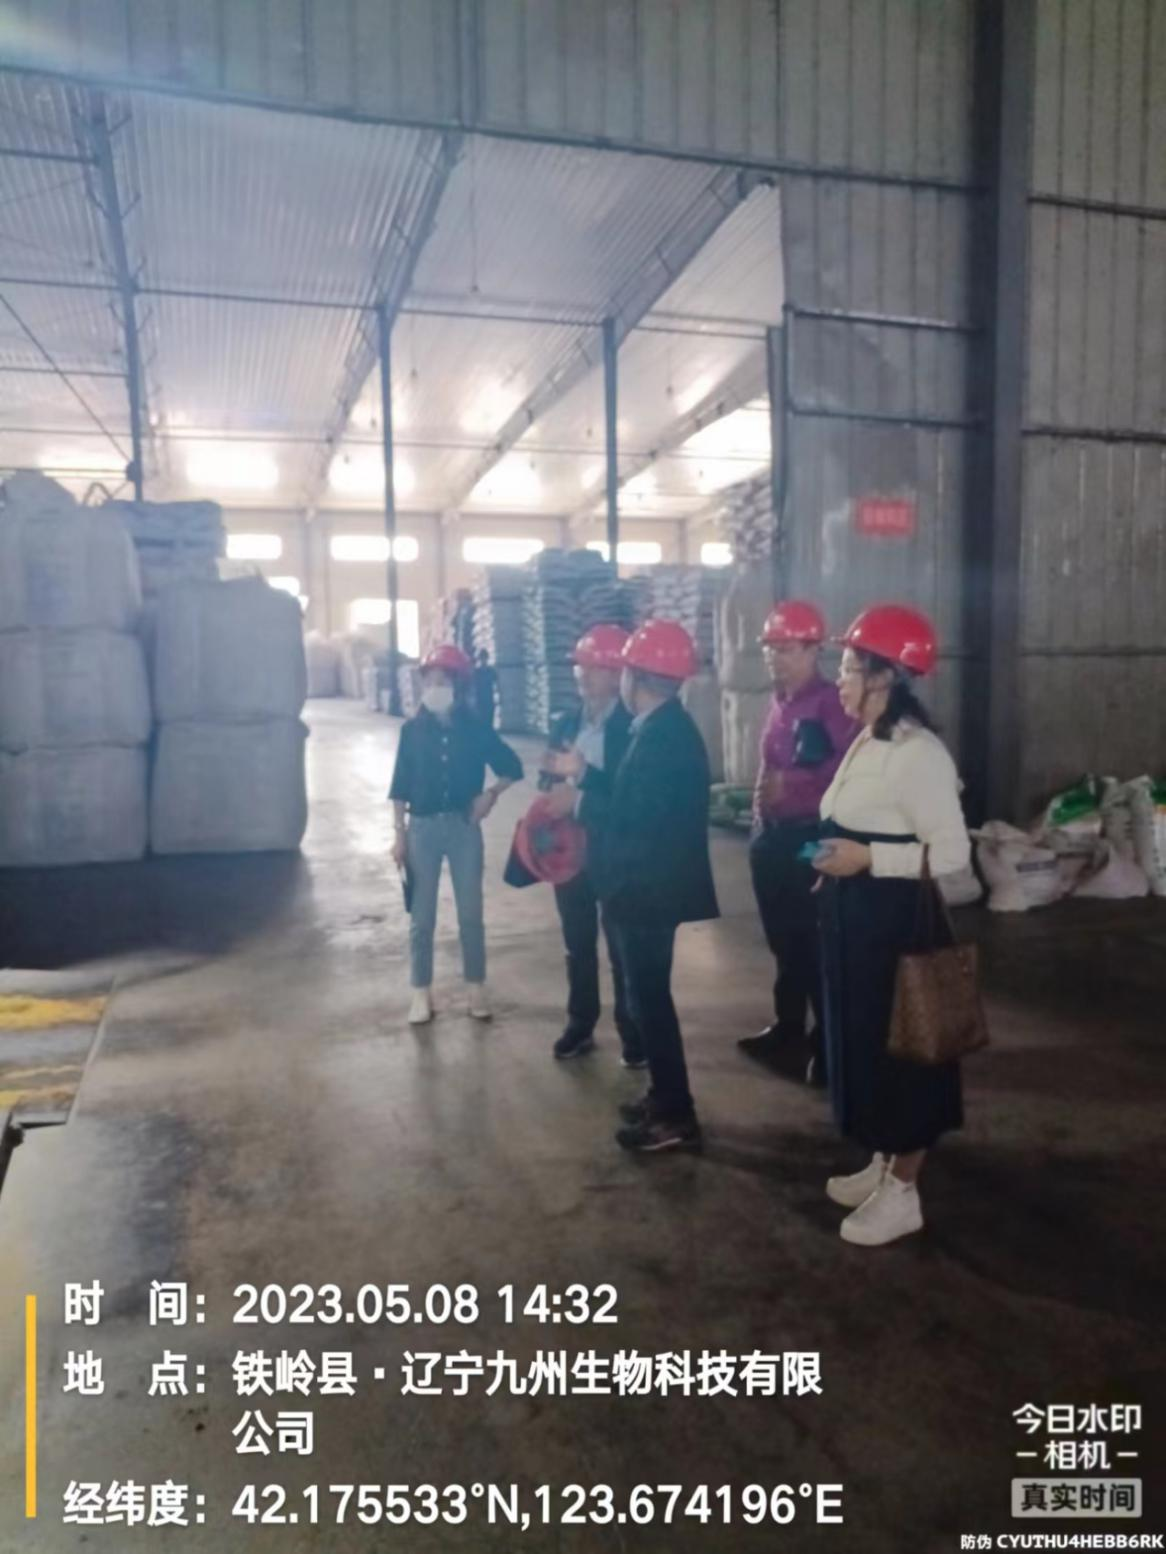 时 间：2023.05.08 14:32
地 点：铁岭县·辽宁九州生物科技有限
公司
经纬度：42.175533°N,123.674196°E
今日水印
-相机-
真实时间
防伪 CYUTHU4HEBB6RK